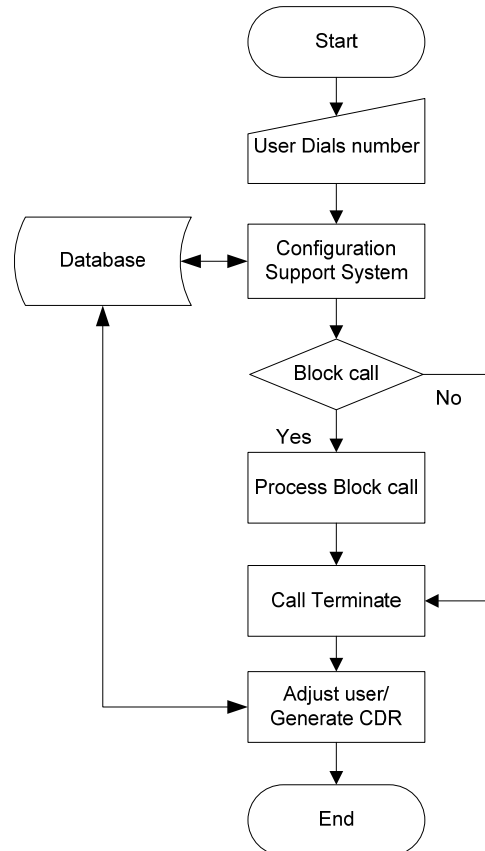 Start
User Dials number
Database
Configuration
Support System
Block call
No
Yes
Process Block call
Call Terminate
Adjust user/
Generate CDR
End